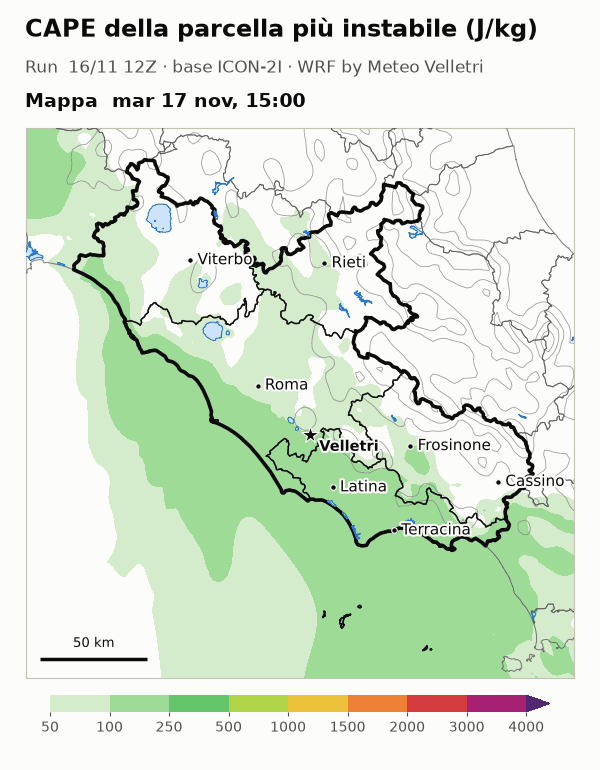 CAPE della parcella più instabile (J/kg)
Run 16/11 12Z · base ICON-2I · WRF by Meteo Velletri
Mappa mar 17 nov, 15:00
Viterbo
Rieti
Roma
Velletri
Frosinone
Cassino
Latina
Terracina
50 km
50 100 250 500 1000 1500 2000 3000 4000